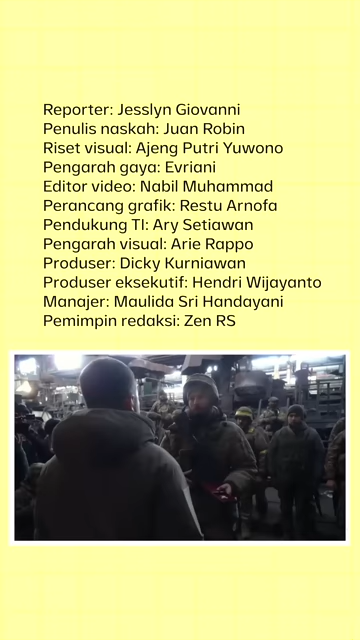 Reporter: Jesslyn Giovanni
Penulis naskah: Juan Robin
Riset visual: Ajeng Putri Yuwono
Pengarah gaya: Evriani
Editor video: Nabil Muhammad
Perancang grafik: Restu Arnofa
Pendukung TI: Ary Setiawan
Pengarah visual: Arie Rappo
Produser: Dicky Kurniawan
Produser eksekutif: Hendri Wijayanto
Manajer: Maulida Sri Handayani
Pemimpin redaksi: Zen RS